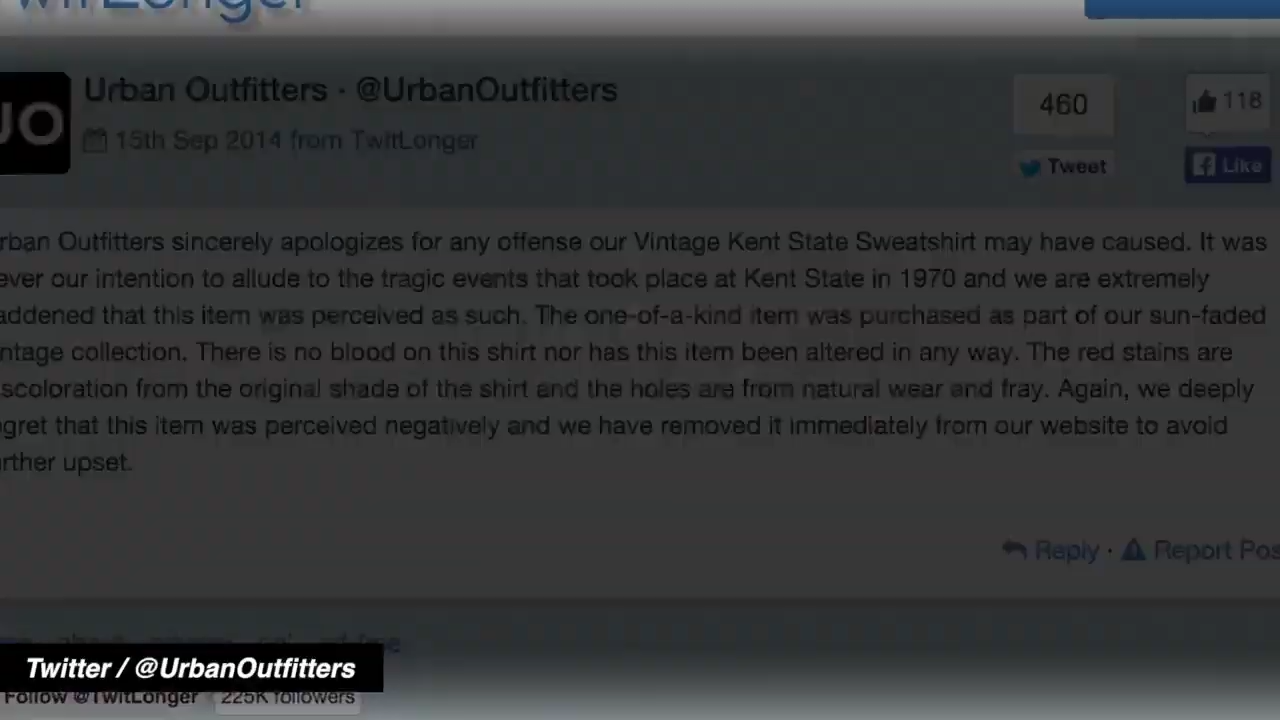 TwitLonger
UO
Urban Outfitters · @UrbanOutfitters
15th Sep 2014 from TwitLonger
460
118
Tweet
Like
rban Outfitters sincerely apologizes for any offense our Vintage Kent State Sweatshirt may have caused. It was
ever our intention to allude to the tragic events that took place at Kent State in 1970 and we are extremely
addened that this item was perceived as such. The one-of-a-kind item was purchased as part of our sun-faded
ntage collection. There is no blood on this shirt nor has this item been altered in any way. The red stains are
scoloration from the original shade of the shirt and the holes are from natural wear and fray. Again, we deeply
gret that this item was perceived negatively and we have removed it immediately from our website to avoid
rther upset.
Reply · Report Pos
Twitter / @UrbanOutfitters
Follow @TwitLonger
225K followers